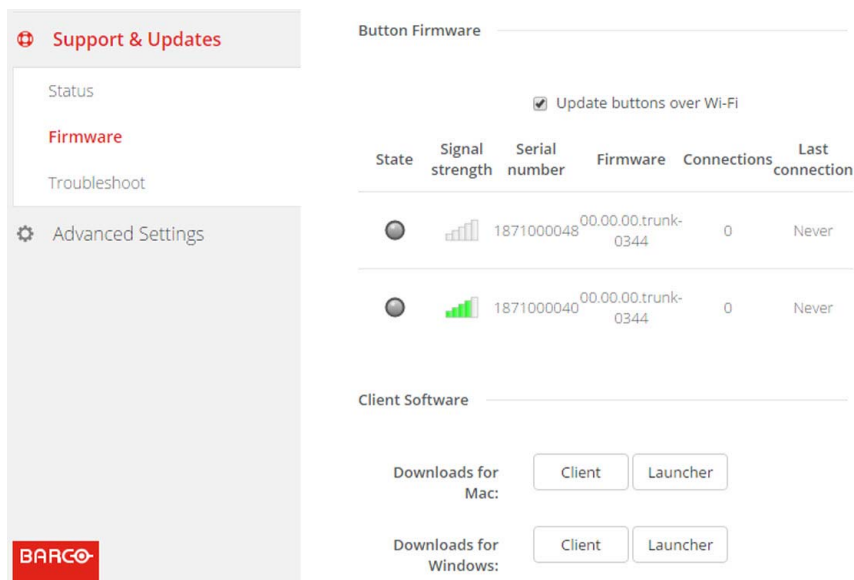 Support & Updates
Status
Firmware
Troubleshoot
Advanced Settings
BARCO
Button Firmware
Update buttons over Wi-Fi
State Signal strength Serial number Firmware Connections Last connection
1871000048 00.00.00.trunk-0344 0 Never
1871000040 00.00.00.trunk-0344 0 Never
Client Software
Downloads for Mac: Client Launcher
Downloads for Windows: Client Launcher